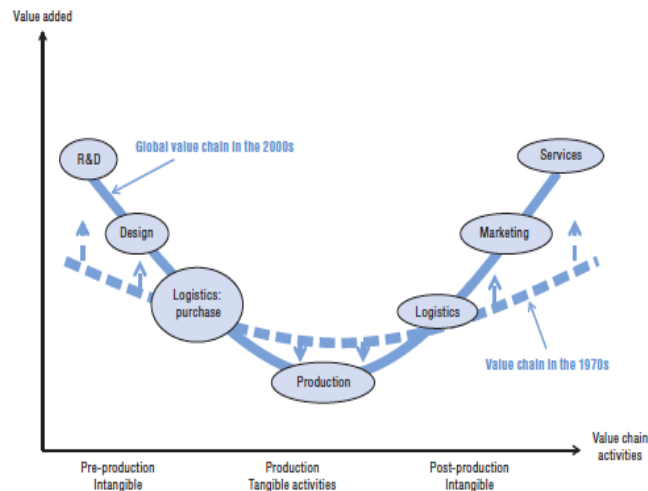 Value added
R&D
Global value chain in the 2000s
Services
Design
Marketing
Logistics:
purchase
Logistics
Production
Value chain in the 1970s
Value chain
activities
Pre-production
Intangible
Production
Tangible activities
Post-production
Intangible